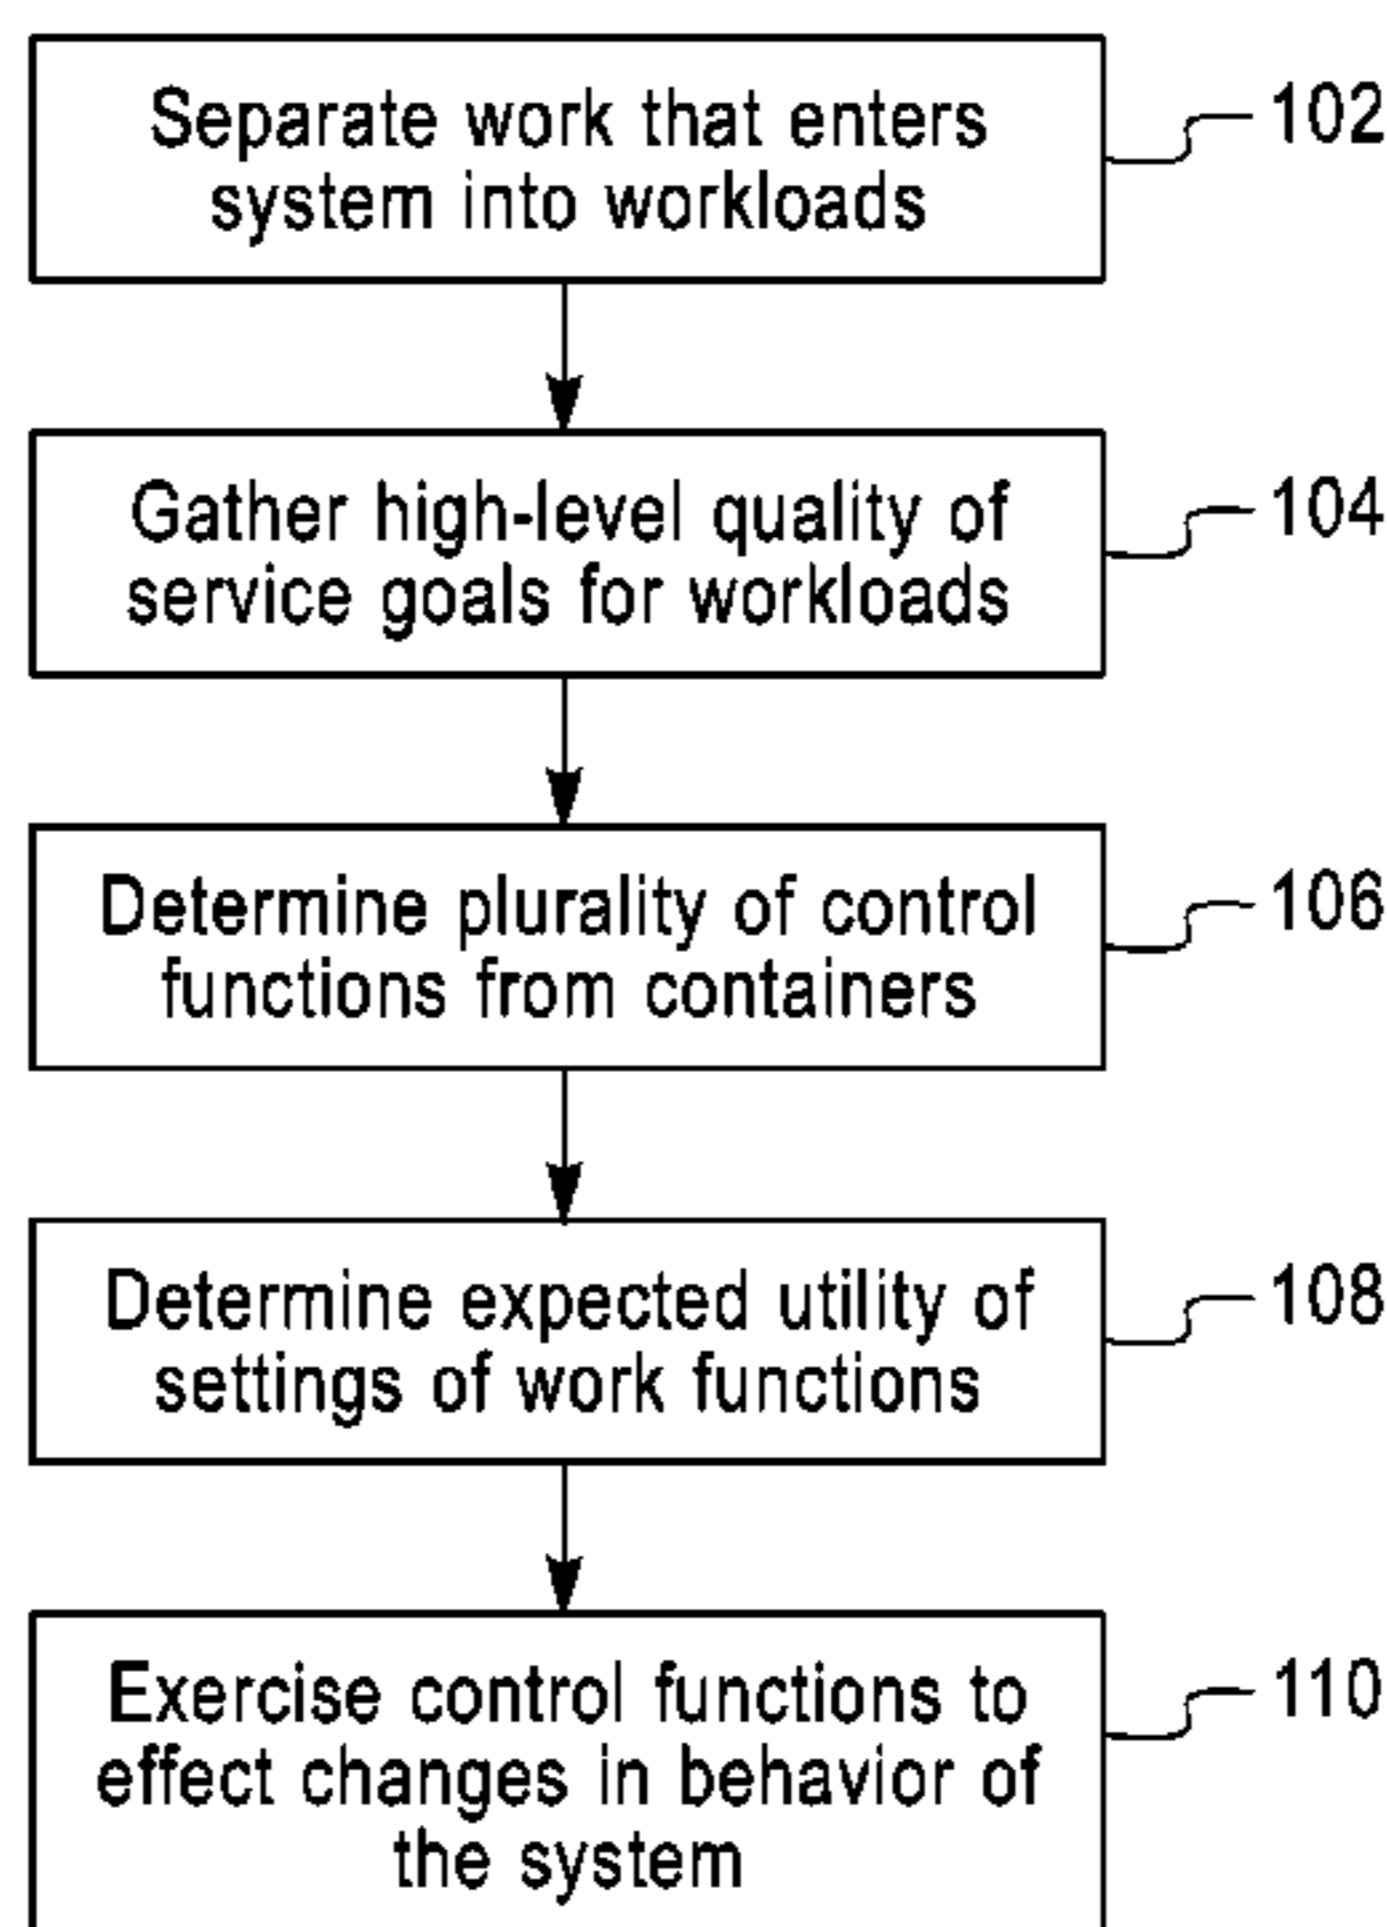 Separate work that enters
system into workloads
102
Gather high-level quality of
service goals for workloads
104
Determine plurality of control
functions from containers
106
Determine expected utility of
settings of work functions
108
Exercise control functions to
effect changes in behavior of
the system
110